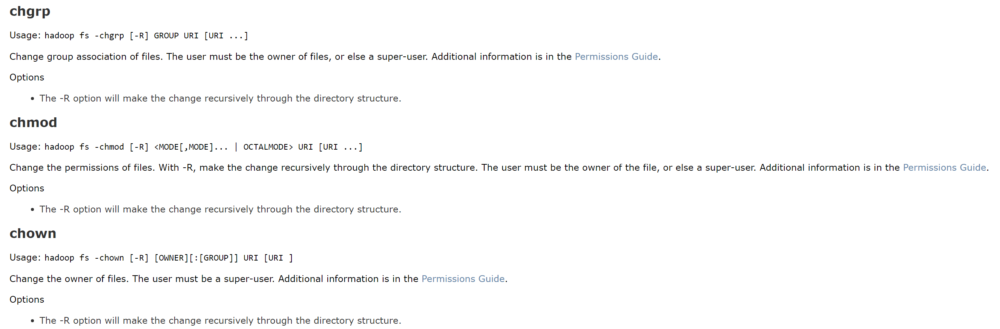 chgrp
Usage: hadoop fs -chgrp [-R] GROUP URI [URI ...]
Change group association of files. The user must be the owner of files, or else a super-user. Additional information is in the Permissions Guide.
Options
• The -R option will make the change recursively through the directory structure.
chmod
Usage: hadoop fs -chmod [-R] <MODE[,MODE]... | OCTALMODE> URI [URI ...]
Change the permissions of files. With -R, make the change recursively through the directory structure. The user must be the owner of the file, or else a super-user. Additional information is in the Permissions Guide.
Options
• The -R option will make the change recursively through the directory structure.
chown
Usage: hadoop fs -chown [-R] [OWNER][:[GROUP]] URI [URI ]
Change the owner of files. The user must be a super-user. Additional information is in the Permissions Guide.
Options
• The -R option will make the change recursively through the directory structure.